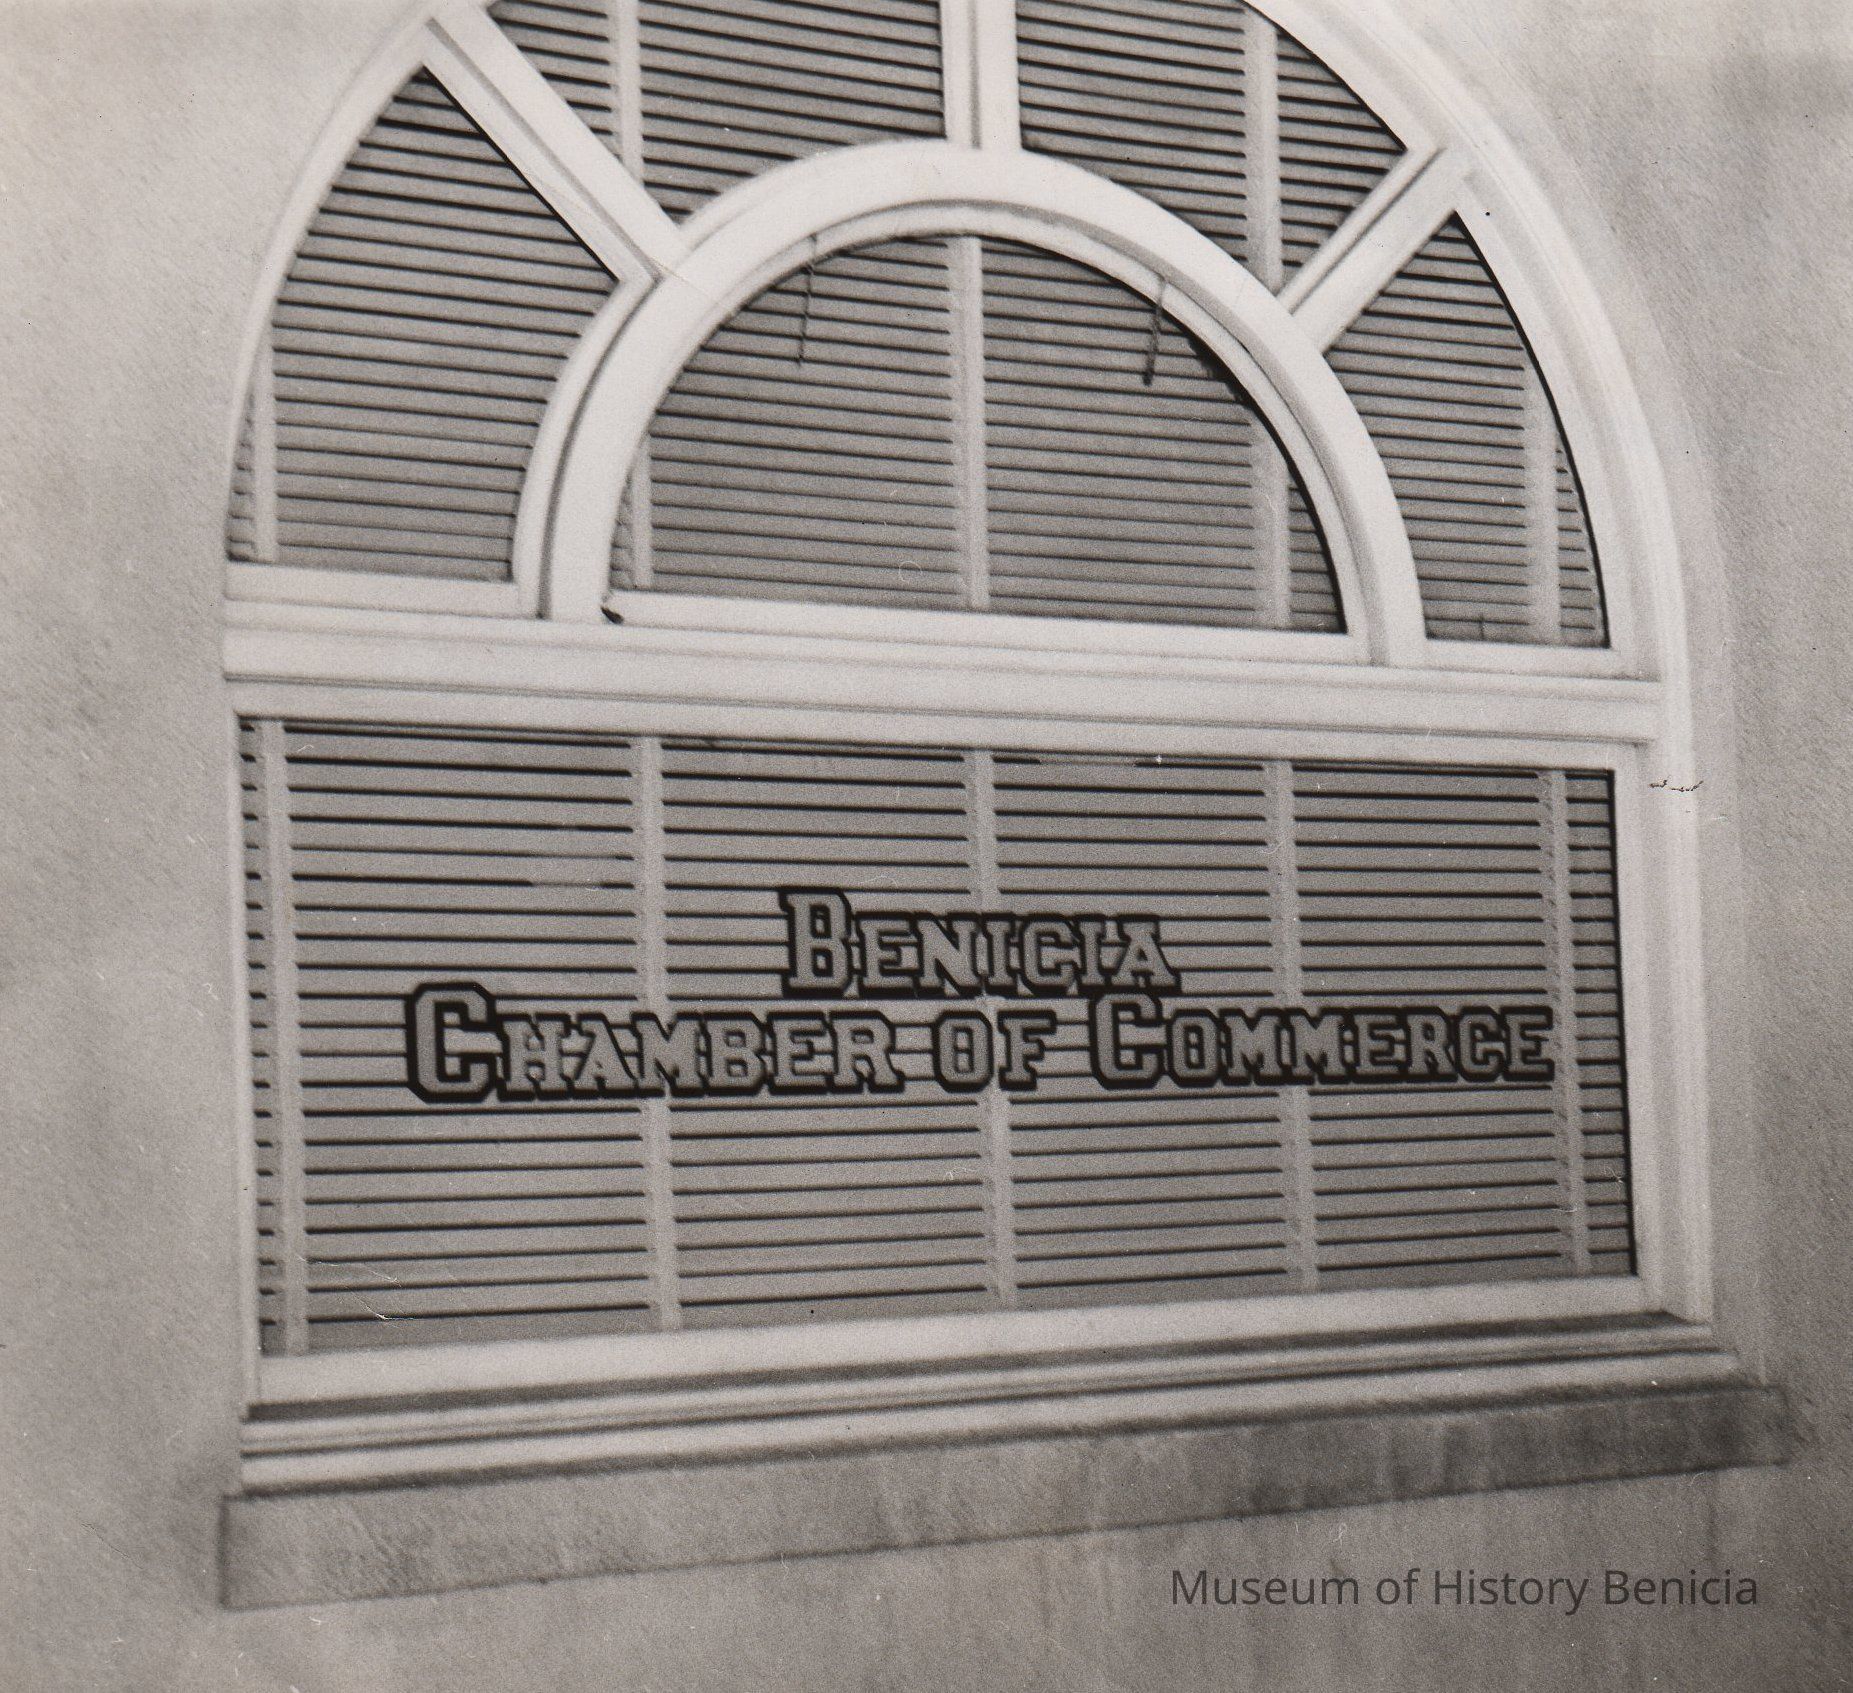 BENICIA
CHAMBER OF COMMERCE
Museum of History Benicia